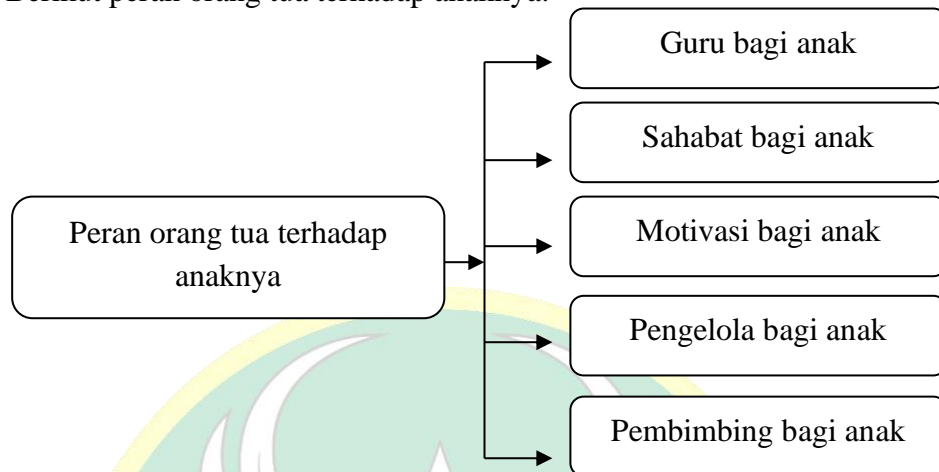 Berikut peran orang tua terhadap anaknya:
Guru bagi anak
Sahabat bagi anak
Peran orang tua terhadap
anaknya
Motivasi bagi anak
Pengelola bagi anak
Pembimbing bagi anak